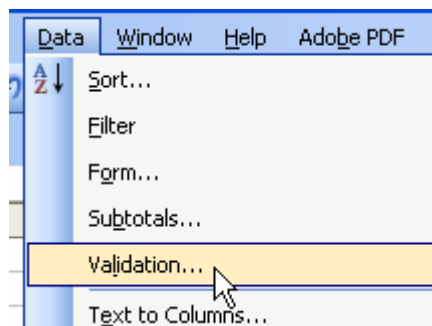 Data Window Help Adobe PDF
A
Z
Sort...
Filter
Form...
Subtotals...
Validation...
Text to Columns...